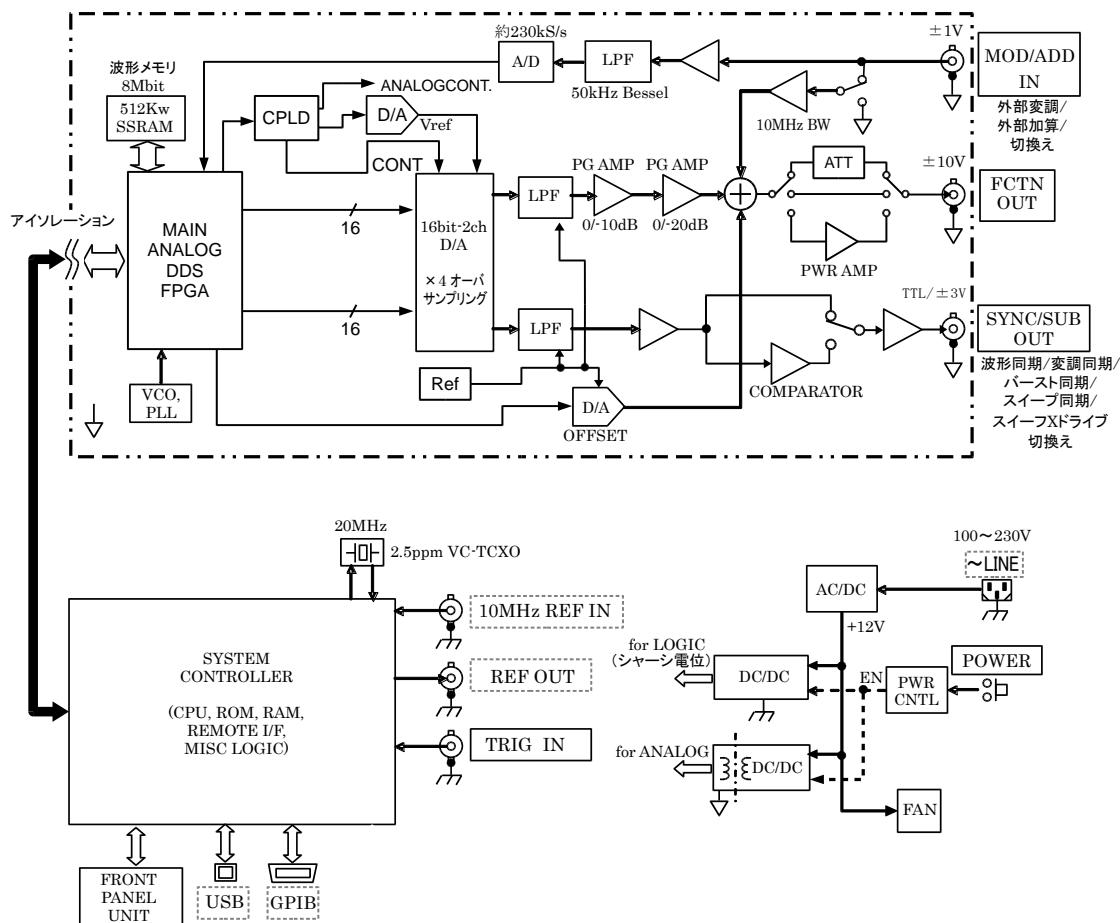 ±1V
MOD/ADD
IN
外部変調/
外部加算/
切換え
約230kS/s
A/D
LPF
50kHz Bessel
10MHz BW
波形メモリ
8Mbit
512Kw
SSRAM
CPLD
ANALOGCONT.
D/A
Vref
CONT
アイソレーション
MAIN
ANALOG
DDS
FPGA
16
16
16bit-2ch
D/A
×4オーバ
サンプリング
LPF
PG AMP
0/-10dB
PG AMP
0/-20dB
ATT
PWR AMP
±10V
FCTN
OUT
LPF
COMPARATOR
TTL/±3V
SYNC/SUB
OUT
波形同期/変調同期/
バースト同期/
スイープ同期/
スイーフXドライブ
切換え
VCO,
PLL
Ref
D/A
OFFSET
20MHz
2.5ppm VC-TCXO
SYSTEM
CONTROLLER
(CPU, ROM, RAM,
REMOTE I/F,
MISC LOGIC)
10MHz REF IN
REF OUT
TRIG IN
FRONT
PANEL
UNIT
USB
GPIB
100～230V
～LINE
AC/DC
+12V
for LOGIC
(シャーシ電位)
DC/DC
EN
PWR
CNTL
POWER
for ANALOG
DC/DC
FAN